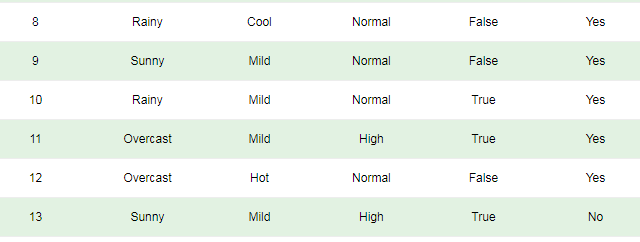 8 Rainy Cool Normal False Yes
9 Sunny Mild Normal False Yes
10 Rainy Mild Normal True Yes
11 Overcast Mild High True Yes
12 Overcast Hot Normal False Yes
13 Sunny Mild High True No